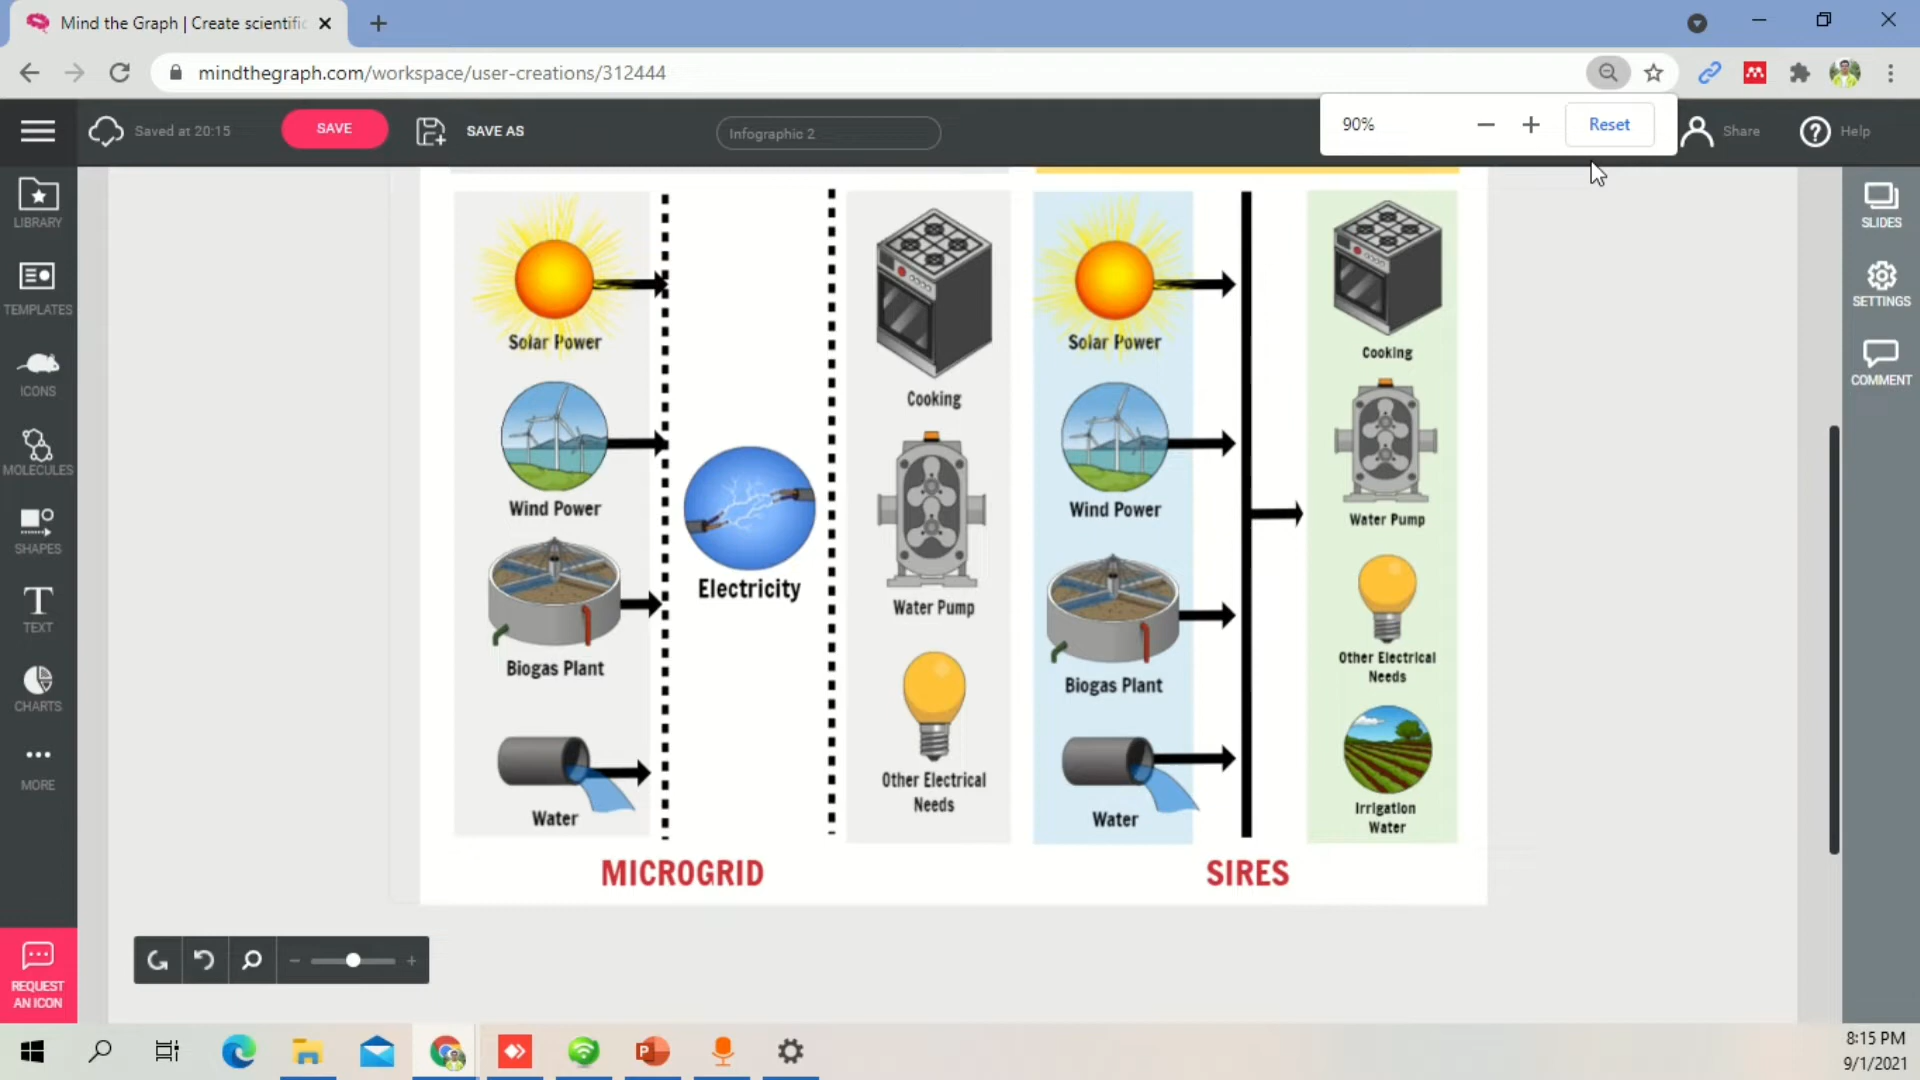 Mind the Graph | Create scientific
mindthegraph.com/workspace/user-creations/312444
90%
Reset
Saved at 20:15
SAVE
SAVE AS
Infographic 2
Share
Help
LIBRARY
TEMPLATES
ICONS
MOLECULES
SHAPES
TEXT
CHARTS
MORE
REQUEST
AN ICON
SLIDES
SETTINGS
COMMENT
Solar Power
Wind Power
Biogas Plant
Water
Electricity
Cooking
Water Pump
Other Electrical
Needs
MICROGRID
Solar Power
Wind Power
Biogas Plant
Water
Cooking
Water Pump
Other Electrical
Needs
Irrigation
Water
SIRES
8:15 PM
9/1/2021